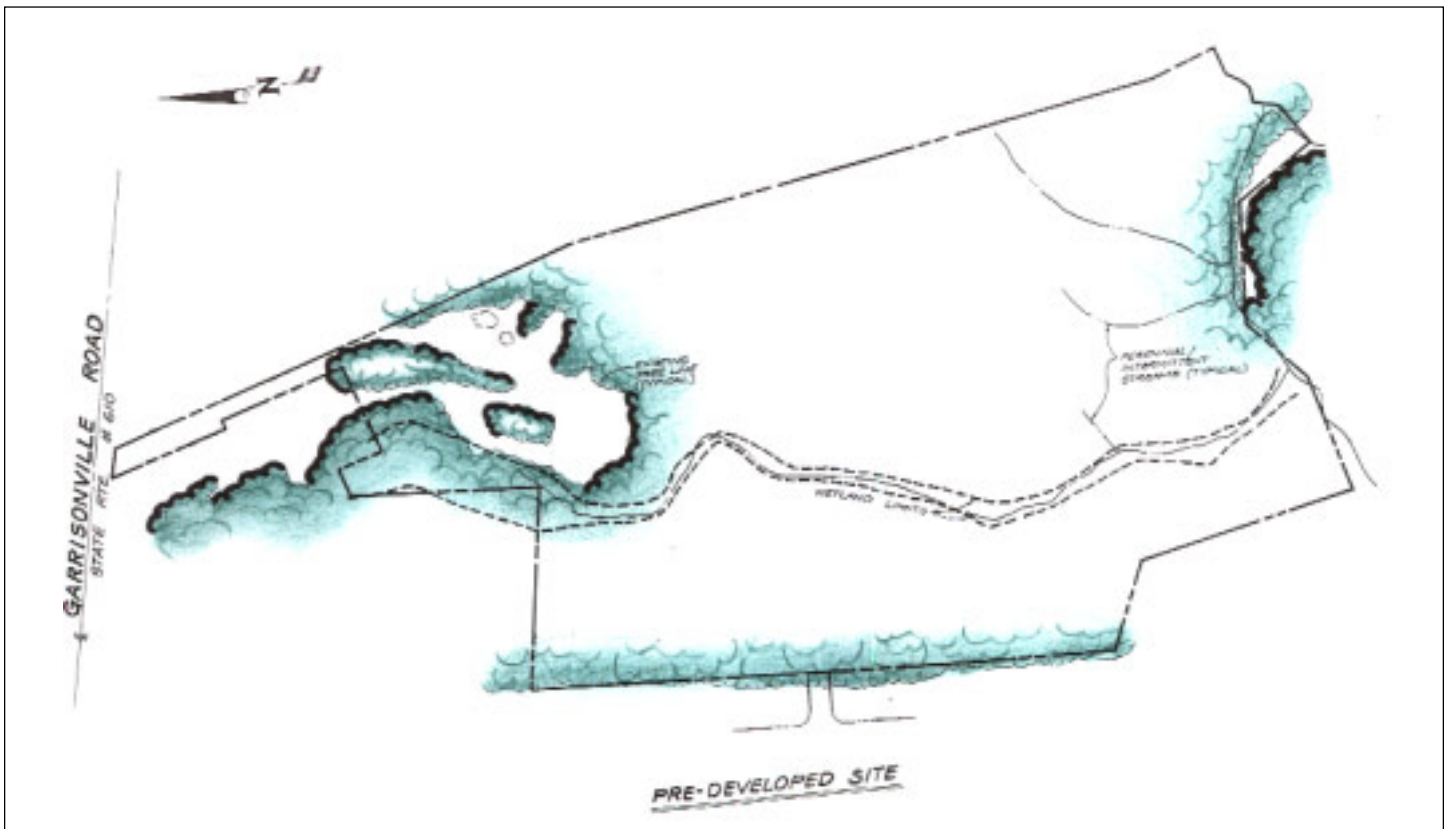 N
GARRISONVILLE ROAD
STATE RTE # 610
EXISTING
TREE LINE
(TYPICAL)
PERENNIAL/
INTERMITTENT
STREAMS (TYPICAL)
WETLAND LIMITS
PRE-DEVELOPED SITE